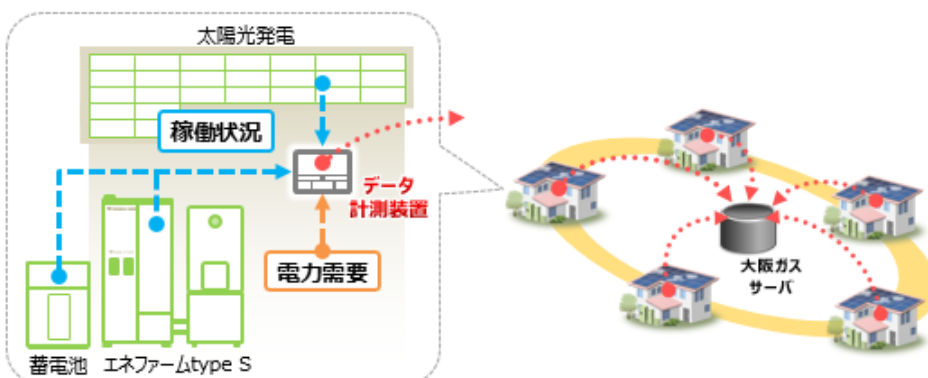 太陽光発電
稼働状況
データ
計測装置
電力需要
蓄電池
エネファームtype S
大阪ガス
サーバ